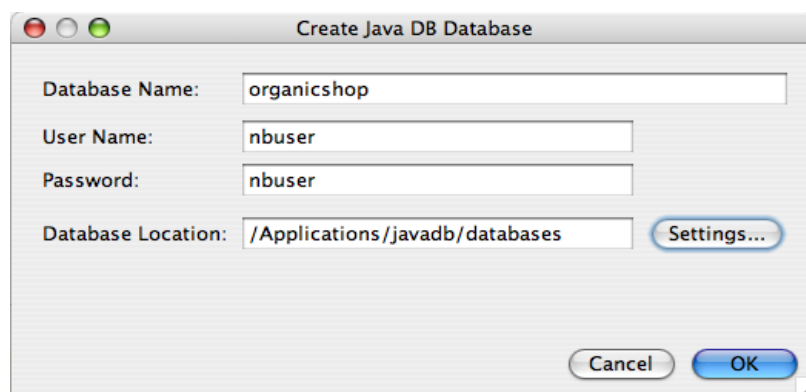 Create Java DB Database
Database Name: organicshop
User Name: nbuser
Password: nbuser
Database Location: /Applications/javadb/databases Settings...
Cancel OK